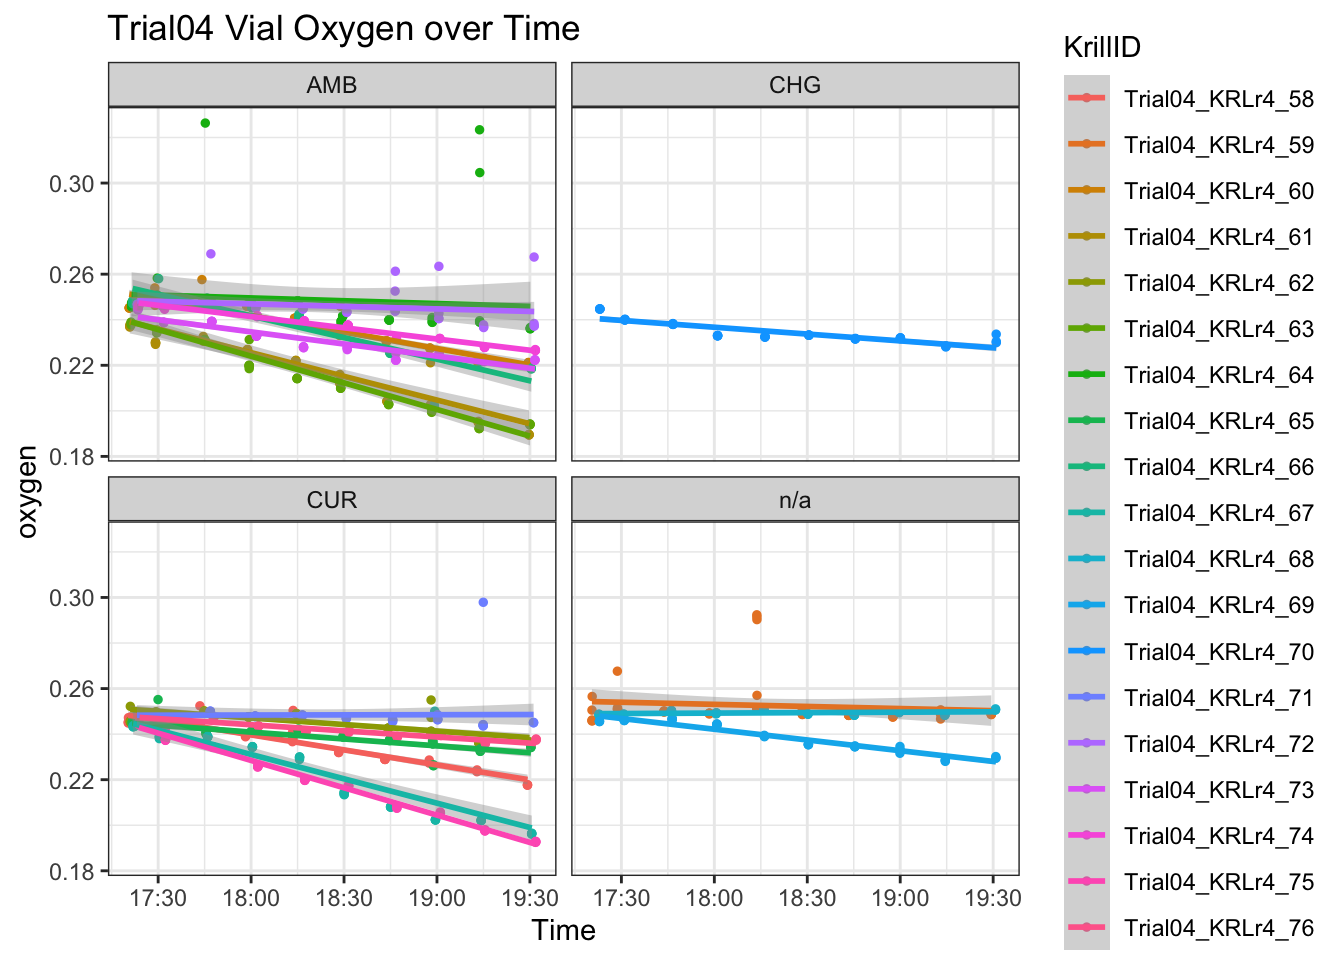 Trial04 Vial Oxygen over Time
AMB
CHG
0.30
0.26
0.22
0.18
CUR
n/a
0.30
0.26
0.22
0.18
17:30 18:00 18:30 19:00 19:30
17:30 18:00 18:30 19:00 19:30
Time
oxygen
KrillID
Trial04_KRLr4_58
Trial04_KRLr4_59
Trial04_KRLr4_60
Trial04_KRLr4_61
Trial04_KRLr4_62
Trial04_KRLr4_63
Trial04_KRLr4_64
Trial04_KRLr4_65
Trial04_KRLr4_66
Trial04_KRLr4_67
Trial04_KRLr4_68
Trial04_KRLr4_69
Trial04_KRLr4_70
Trial04_KRLr4_71
Trial04_KRLr4_72
Trial04_KRLr4_73
Trial04_KRLr4_74
Trial04_KRLr4_75
Trial04_KRLr4_76